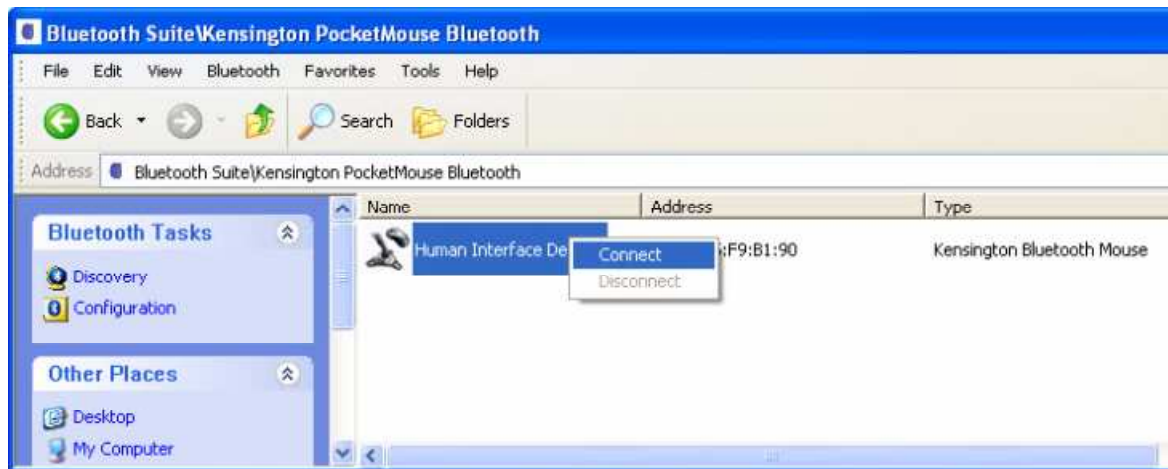 Bluetooth Suite\Kensington PocketMouse Bluetooth
File Edit View Bluetooth Favorites Tools Help
Back Search Folders
Address Bluetooth Suite\Kensington PocketMouse Bluetooth
Name Address Type
Bluetooth Tasks
Human Interface De :F9:B1:90 Kensington Bluetooth Mouse
Connect
Disconnect
Discovery
Configuration
Other Places
Desktop
My Computer